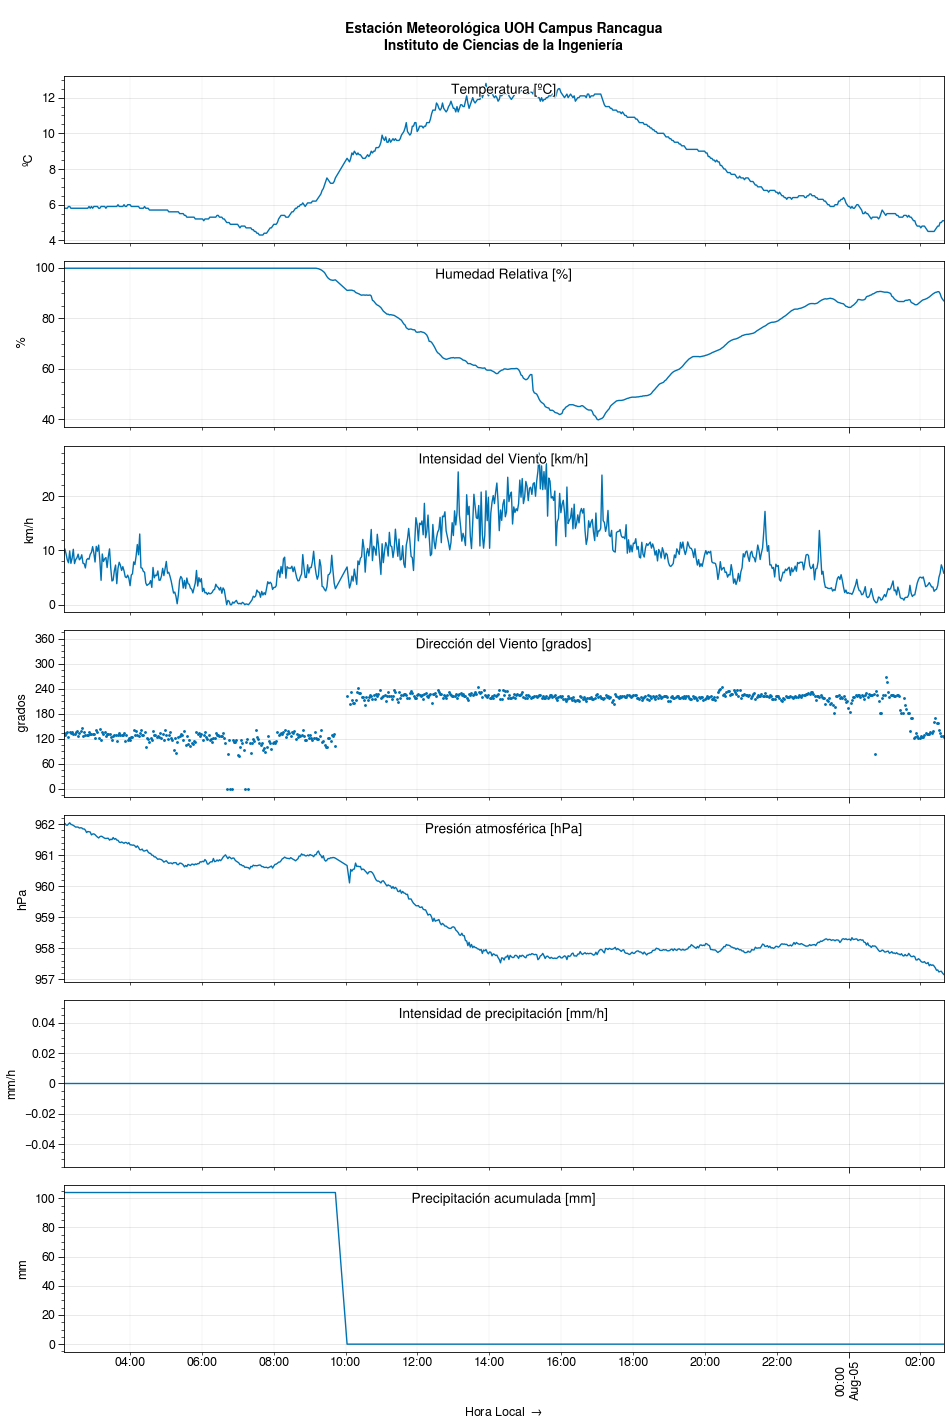 Estación Meteorológica UOH Campus Rancagua
Instituto de Ciencias de la Ingeniería
Temperatura [ºC]
ºC
12
10
8
6
4
Humedad Relativa [%]
%
100
80
60
40
Intensidad del Viento [km/h]
km/h
20
10
0
Dirección del Viento [grados]
grados
360
300
240
180
120
60
0
Presión atmosférica [hPa]
hPa
962
961
960
959
958
957
Intensidad de precipitación [mm/h]
mm/h
0.04
0.02
0
−0.02
−0.04
Precipitación acumulada [mm]
mm
100
80
60
40
20
0
04:00 06:00 08:00 10:00 12:00 14:00 16:00 18:00 20:00 22:00 00:00 02:00
Aug-05
Hora Local →